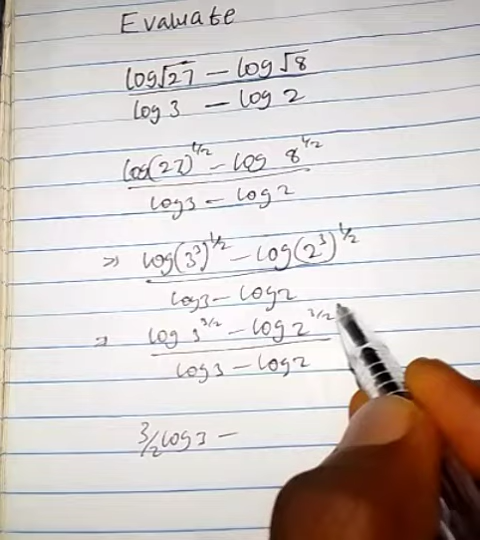 Evaluate
log√27 - log√8
log 3 - log 2
log(27)^1/2 - log 8^1/2
log3 - log2
=> log(3^3)^1/2 - log(2^3)^1/2
log3 - log2
=> log 3^3/2 - log 2^3/2
log3 - log2
3/2 log 3 -